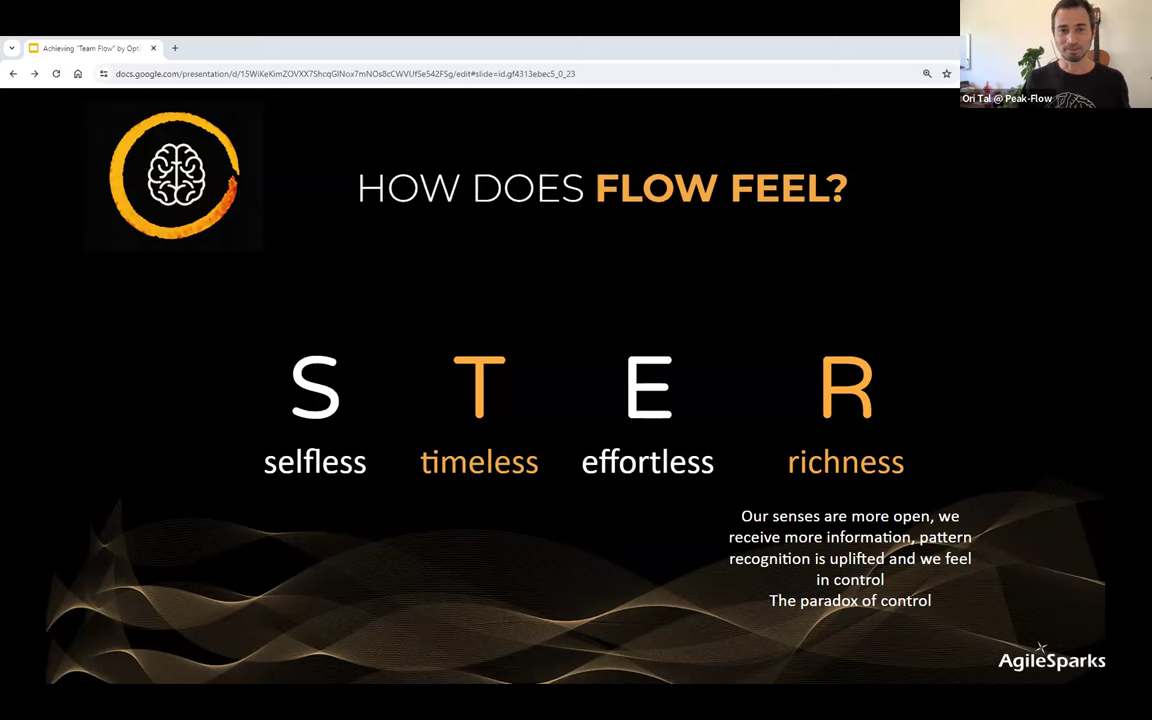 Achieving "Team Flow" by Opti
docs.google.com/presentation/d/15WiKeKimZOVXX7ShcqGlNox7mNOs8cCWVUfSe542FSg/edit#slide=id.gf4313ebec5_0_23
Ori Tal @ Peak-Flow
HOW DOES FLOW FEEL?
S T E R
selfless timeless effortless richness
Our senses are more open, we
receive more information, pattern
recognition is uplifted and we feel
in control
The paradox of control
AgileSparks